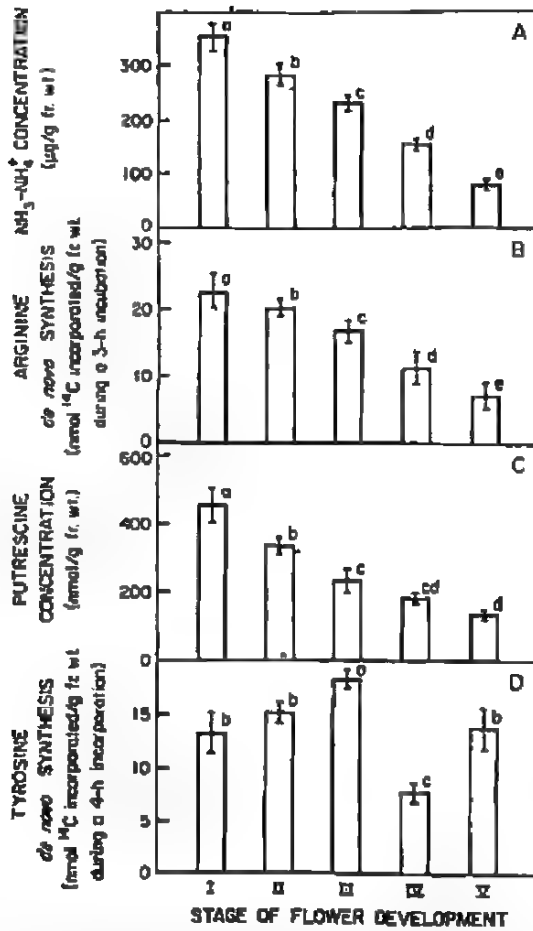 NH₃-NH₄⁺ CONCENTRATION
(µg/g fr. wt.)
300
200
100
0
A
a
b
c
d
e
ARGININE
de novo SYNTHESIS
(nmol ¹⁴C incorporated/g fr. wt.
during a 3-h incubation)
30
20
10
0
B
a
b
c
d
e
PUTRESCINE
CONCENTRATION
(nmol/g fr. wt.)
600
400
200
0
C
a
b
c
cd
d
TYROSINE
de novo SYNTHESIS
(nmol ¹⁴C incorporated/g fr. wt.
during a 4-h incorporation)
15
10
5
0
D
b
b
a
c
b
I II III IV V
STAGE OF FLOWER DEVELOPMENT